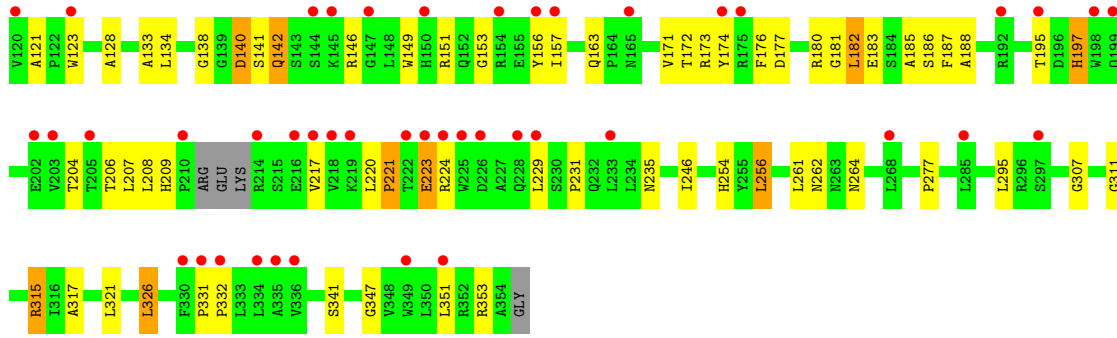 V120 A121 P122 W123 A128 A133 L134 G138 G139 D140 S141 Q142 S143 S144 K145 R146 G147 L148 W149 H150 R151 Q152 G153 R154 E155 Y156 I157 Q163 P164 N165 V171 T172 R173 Y174 R175 F176 D177 R180 G181 L182 E183 S184 A185 S186 F187 A188 R192 T195 D196 H197 W198 Q199
E202 V203 T204 T205 T206 L207 L208 H209 P210 ARG GLU LYS R214 S215 E216 V217 V218 K219 L220 P221 T222 E223 R224 W225 D226 A227 Q228 L229 S230 P231 Q232 L233 L234 N235 I246 H254 Y255 L256 L261 N262 N263 N264 L268 P277 L285 L295 R296 S297 G307 G311
R315 I316 A317 L321 L326 F330 P331 P332 L333 L334 A335 V336 S341 G347 V348 W349 L350 L351 R352 R353 A354 GLY